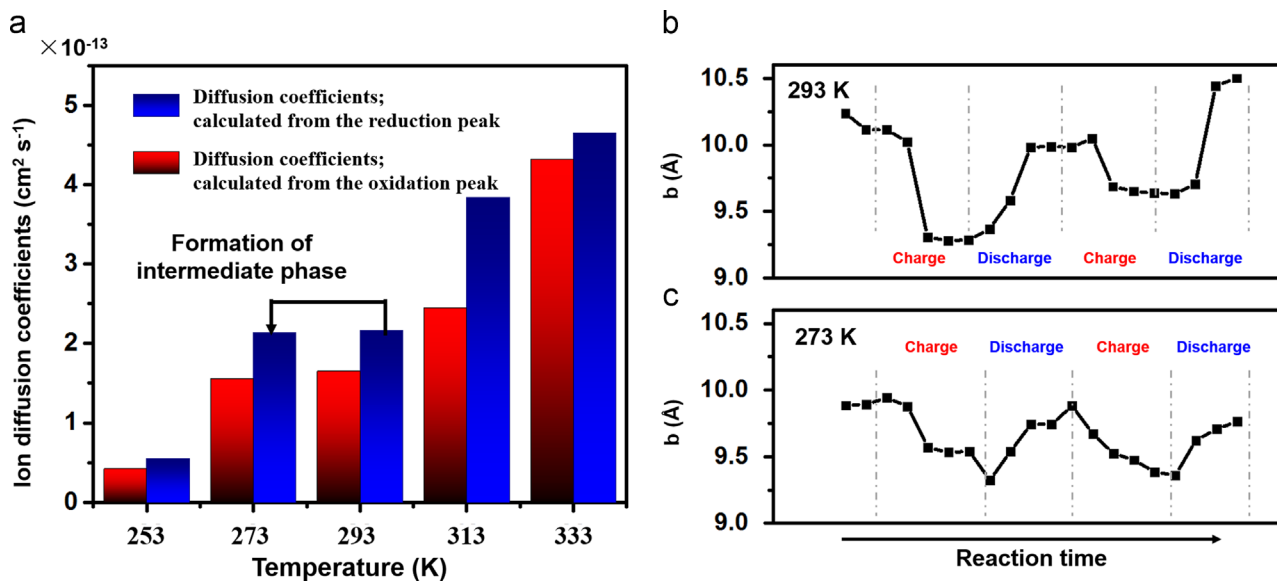 a
×10⁻¹³
Ion diffusion coefficients (cm² s⁻¹)
5
4
3
2
1
0
Diffusion coefficients;
calculated from the reduction peak
Diffusion coefficients;
calculated from the oxidation peak
Formation of
intermediate phase
253 273 293 313 333
Temperature (K)
b
293 K
b (Å)
10.5
10.0
9.5
9.0
Charge Discharge Charge Discharge
c
273 K
b (Å)
10.5
10.0
9.5
9.0
Charge Discharge Charge Discharge
Reaction time